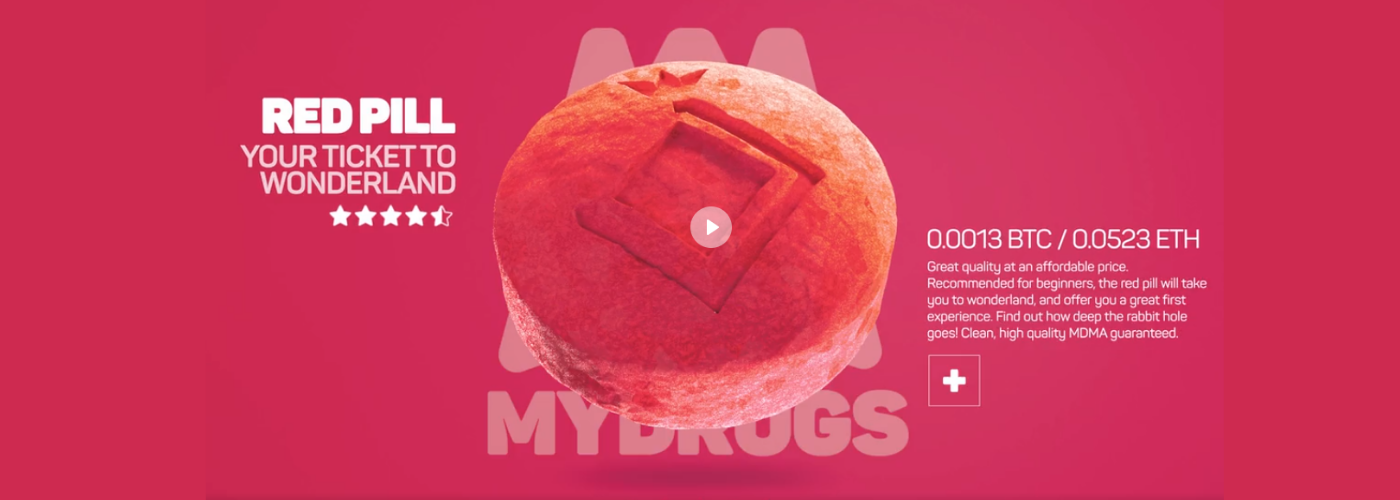 RED PILL
YOUR TICKET TO
WONDERLAND
0.0013 BTC / 0.0523 ETH
Great quality at an affordable price.
Recommended for beginners, the red pill will take
you to wonderland, and offer you a great first
experience. Find out how deep the rabbit hole
goes! Clean, high quality MDMA guaranteed.
MYDRUGS